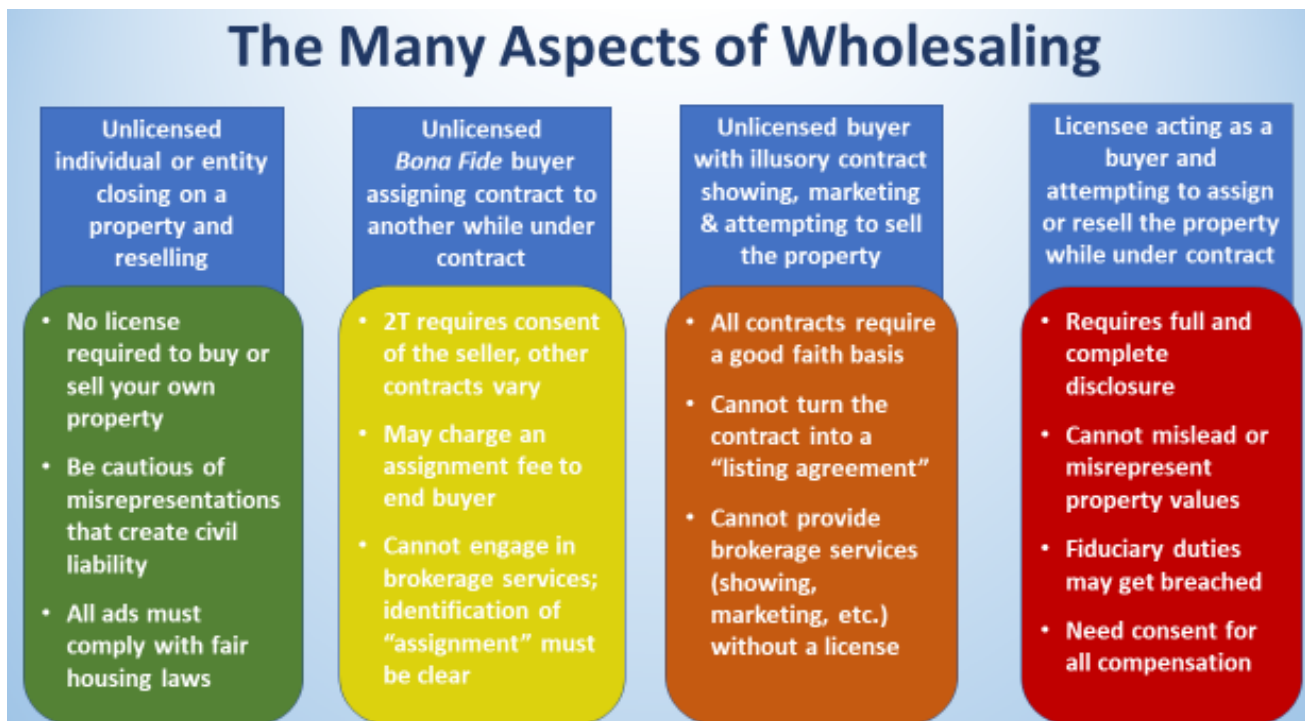 The Many Aspects of Wholesaling
Unlicensed
individual or entity
closing on a
property and
reselling
• No license
required to buy or
sell your own
property
• Be cautious of
misrepresentations
that create civil
liability
• All ads must
comply with fair
housing laws
Unlicensed
Bona Fide buyer
assigning contract to
another while under
contract
• 2T requires consent
of the seller, other
contracts vary
• May charge an
assignment fee to
end buyer
• Cannot engage in
brokerage services;
identification of
“assignment” must
be clear
Unlicensed buyer
with illusory contract
showing, marketing
& attempting to sell
the property
• All contracts require
a good faith basis
• Cannot turn the
contract into a
“listing agreement”
• Cannot provide
brokerage services
(showing,
marketing, etc.)
without a license
Licensee acting as a
buyer and
attempting to assign
or resell the property
while under contract
• Requires full and
complete
disclosure
• Cannot mislead or
misrepresent
property values
• Fiduciary duties
may get breached
• Need consent for
all compensation